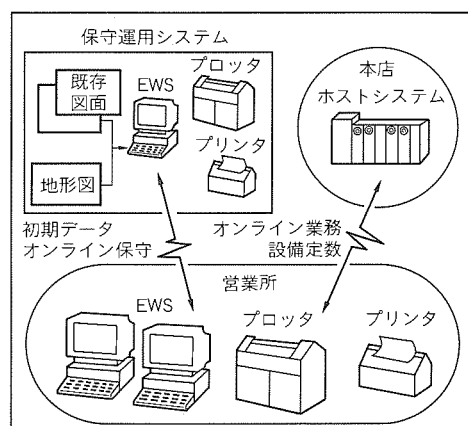 保守運用システム
既存
図面
地形図
EWS
プロッタ
プリンタ
本店
ホストシステム
初期データ
オンライン保守
オンライン業務
設備定数
営業所
EWS
プロッタ
プリンタ